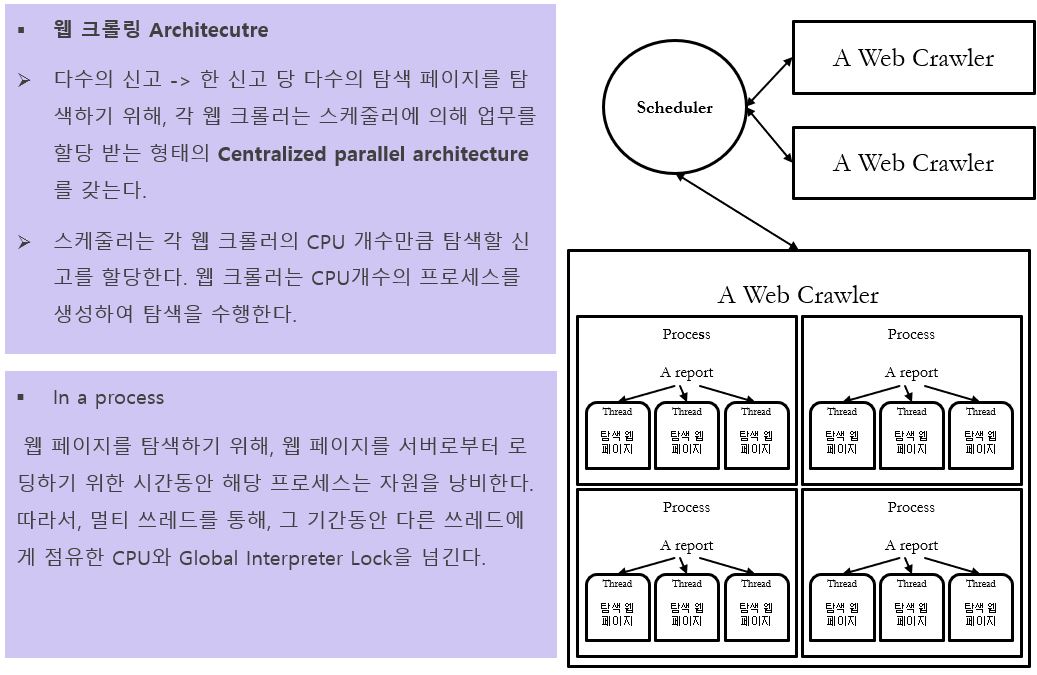 ▪ 웹 크롤링 Architecutre
➢ 다수의 신고 -> 한 신고 당 다수의 탐색 페이지를 탐
색하기 위해, 각 웹 크롤러는 스케줄러에 의해 업무를
할당 받는 형태의 Centralized parallel architecture
를 갖는다.
➢ 스케줄러는 각 웹 크롤러의 CPU 개수만큼 탐색할 신
고를 할당한다. 웹 크롤러는 CPU개수의 프로세스를
생성하여 탐색을 수행한다.
▪ In a process
웹 페이지를 탐색하기 위해, 웹 페이지를 서버로부터 로
딩하기 위한 시간동안 해당 프로세스는 자원을 낭비한다.
따라서, 멀티 쓰레드를 통해, 그 기간동안 다른 쓰레드에
게 점유한 CPU와 Global Interpreter Lock을 넘긴다.
Scheduler
A Web Crawler
A Web Crawler
A Web Crawler
Process
A report
Thread
탐색 웹
페이지
Thread
탐색 웹
페이지
Thread
탐색 웹
페이지
Process
A report
Thread
탐색 웹
페이지
Thread
탐색 웹
페이지
Thread
탐색 웹
페이지
Process
A report
Thread
탐색 웹
페이지
Thread
탐색 웹
페이지
Thread
탐색 웹
페이지
Process
A report
Thread
탐색 웹
페이지
Thread
탐색 웹
페이지
Thread
탐색 웹
페이지